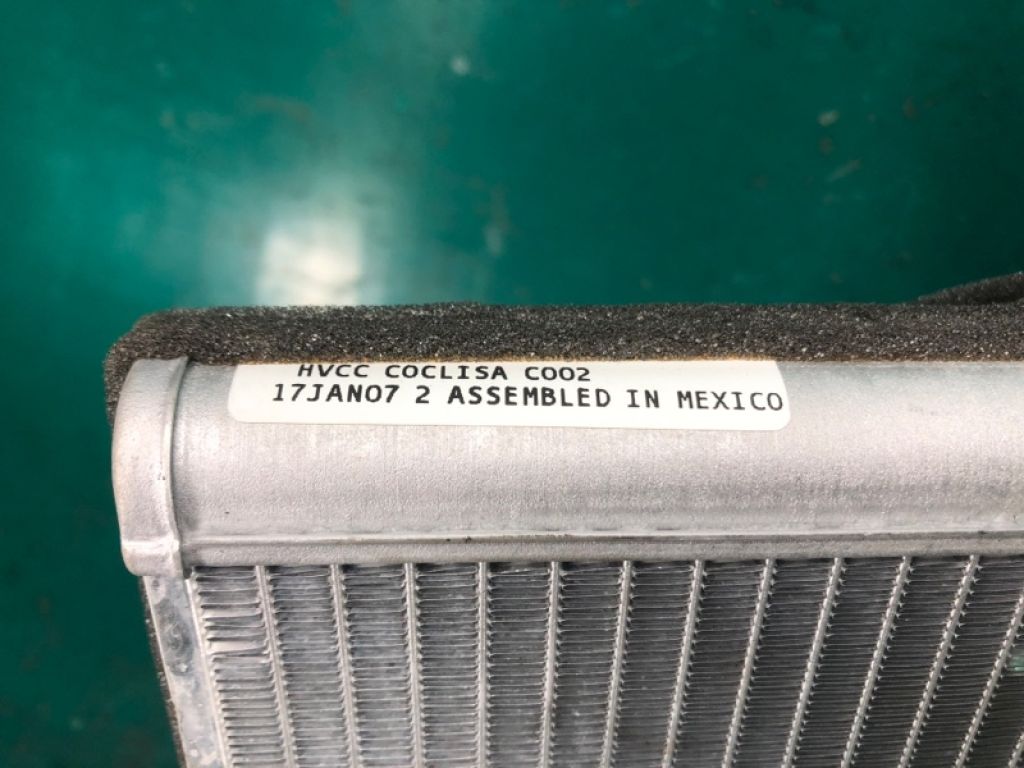 HVCC COCLISA C002
17JAN07 2 ASSEMBLED IN MEXICO